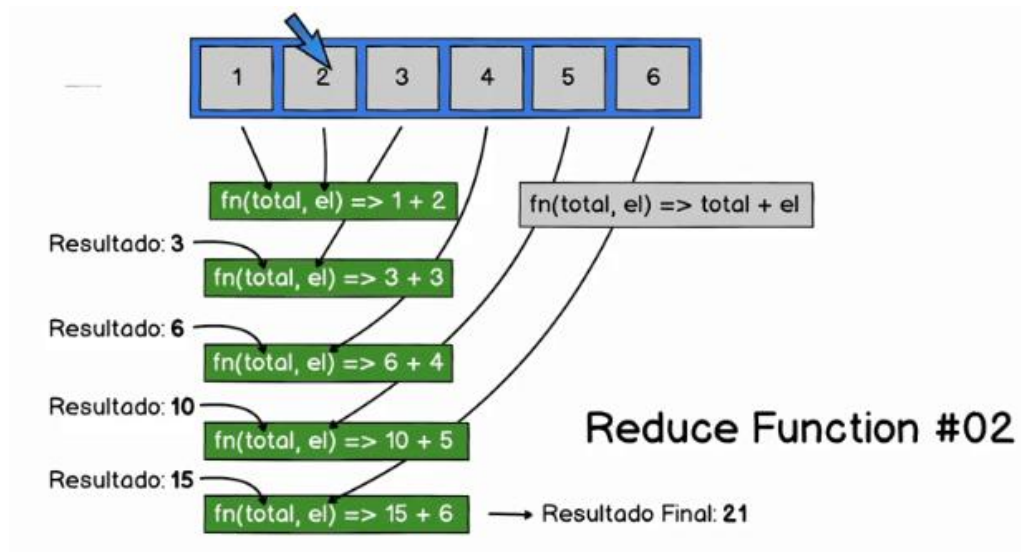 1 2 3 4 5 6
fn(total, el) => 1 + 2
fn(total, el) => total + el
Resultado: 3
fn(total, el) => 3 + 3
Resultado: 6
fn(total, el) => 6 + 4
Resultado: 10
fn(total, el) => 10 + 5
Reduce Function #02
Resultado: 15
fn(total, el) => 15 + 6
Resultado Final: 21